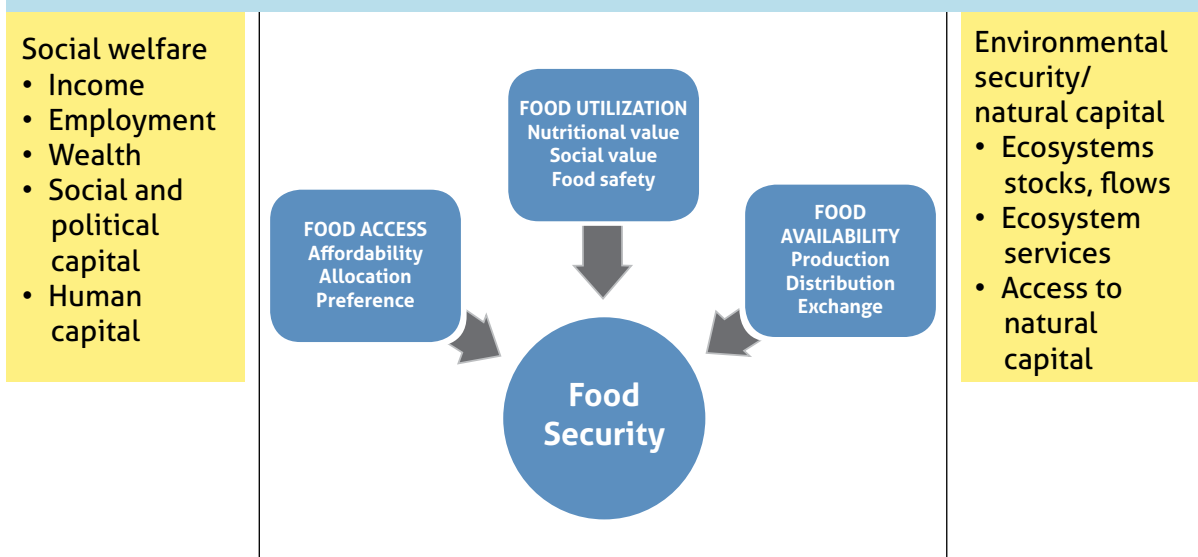 Social welfare
• Income
• Employment
• Wealth
• Social and
political
capital
• Human
capital
FOOD ACCESS
Affordability
Allocation
Preference
FOOD UTILIZATION
Nutritional value
Social value
Food safety
FOOD
AVAILABILITY
Production
Distribution
Exchange
Food
Security
Environmental
security/
natural capital
• Ecosystems
stocks, flows
• Ecosystem
services
• Access to
natural
capital